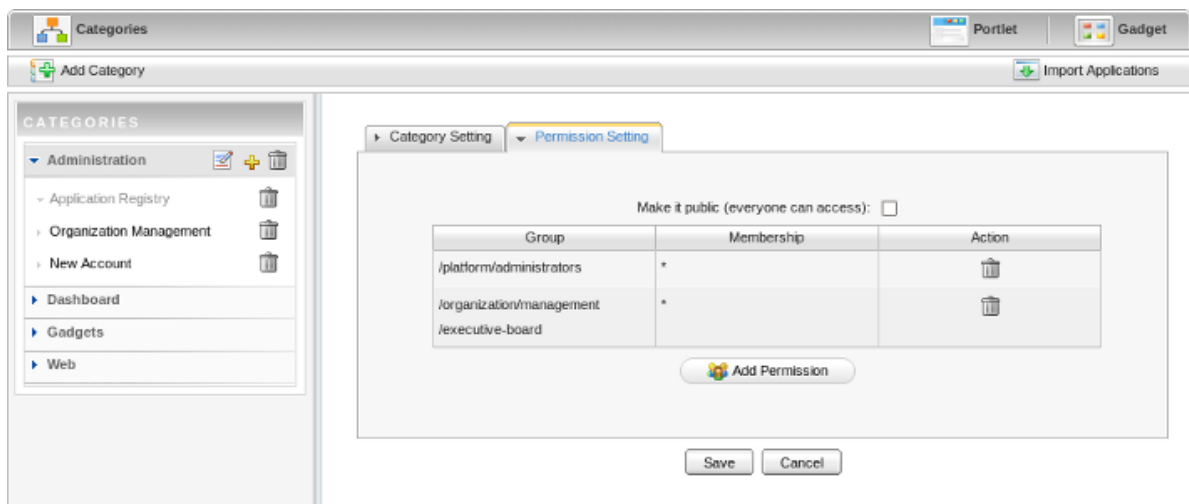 Categories
Portlet
Gadget
Add Category
Import Applications
CATEGORIES
Administration
Application Registry
Organization Management
New Account
Dashboard
Gadgets
Web
Category Setting
Permission Setting
Make it public (everyone can access):
Group Membership Action
/platform/administrators *
/organization/management *
/executive-board
Add Permission
Save
Cancel